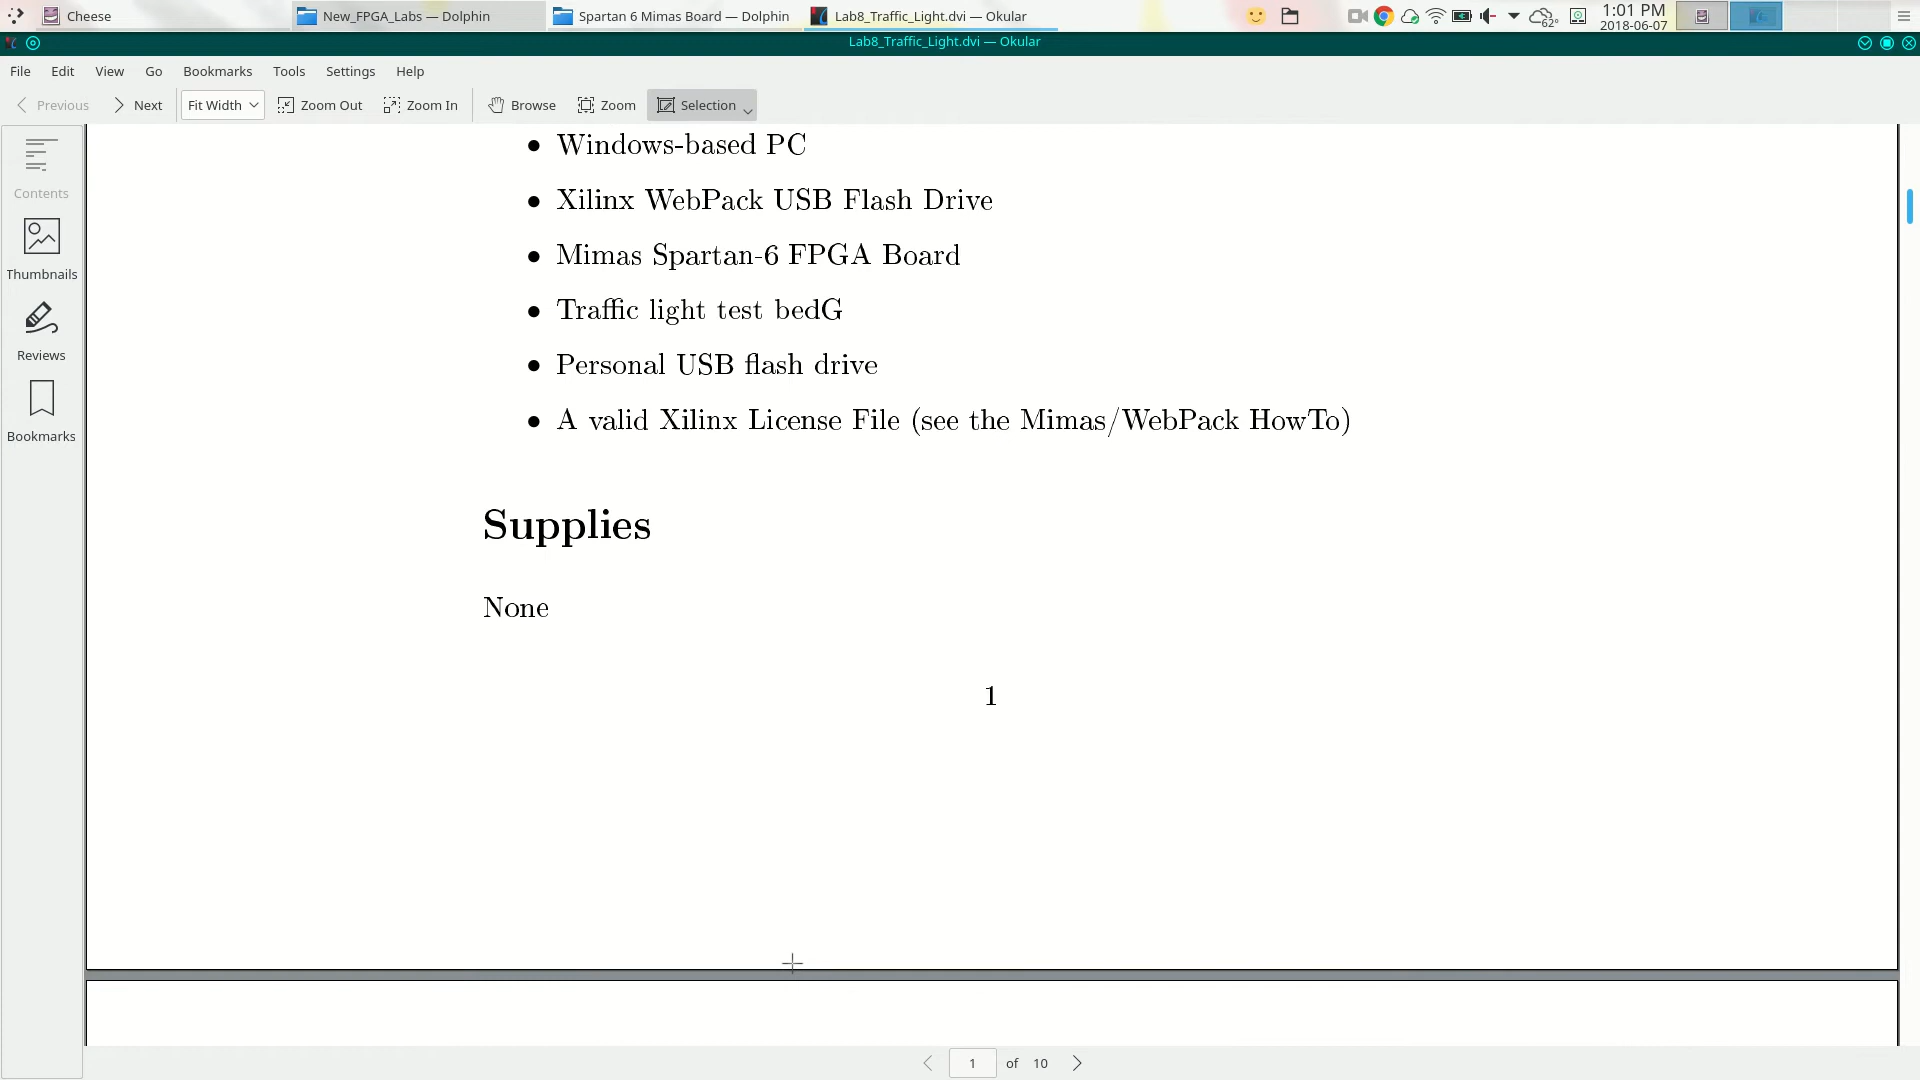 Cheese
New_FPGA_Labs — Dolphin
Spartan 6 Mimas Board — Dolphin
Lab8_Traffic_Light.dvi — Okular
62°
1:01 PM
2018-06-07
Lab8_Traffic_Light.dvi — Okular
File Edit View Go Bookmarks Tools Settings Help
Previous Next Fit Width Zoom Out Zoom In Browse Zoom Selection
Contents
Thumbnails
Reviews
Bookmarks
• Windows-based PC
• Xilinx WebPack USB Flash Drive
• Mimas Spartan-6 FPGA Board
• Traffic light test bedG
• Personal USB flash drive
• A valid Xilinx License File (see the Mimas/WebPack HowTo)
Supplies
None
1
1 of 10